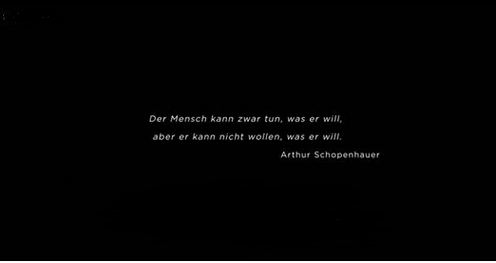 Der Mensch kann zwar tun, was er will,
aber er kann nicht wollen, was er will.
Arthur Schopenhauer